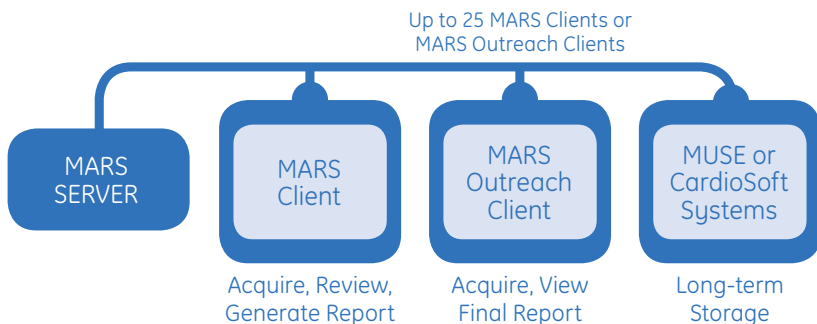 Up to 25 MARS Clients or
MARS Outreach Clients
MARS
SERVER
MARS
Client
MARS
Outreach
Client
MUSE or
CardioSoft
Systems
Acquire, Review,
Generate Report
Acquire, View
Final Report
Long-term
Storage